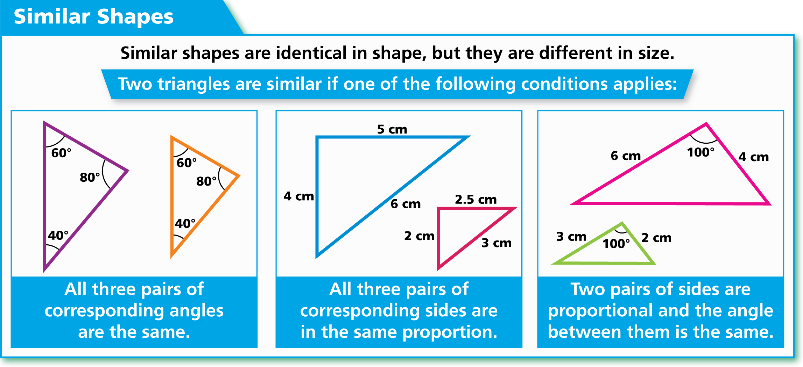 Similar Shapes
Similar shapes are identical in shape, but they are different in size.
Two triangles are similar if one of the following conditions applies:
60°
80°
40°
60°
80°
40°
All three pairs of
corresponding angles
are the same.
5 cm
4 cm
6 cm
2.5 cm
2 cm
3 cm
All three pairs of
corresponding sides are
in the same proportion.
6 cm
100°
4 cm
3 cm
100°
2 cm
Two pairs of sides are
proportional and the angle
between them is the same.